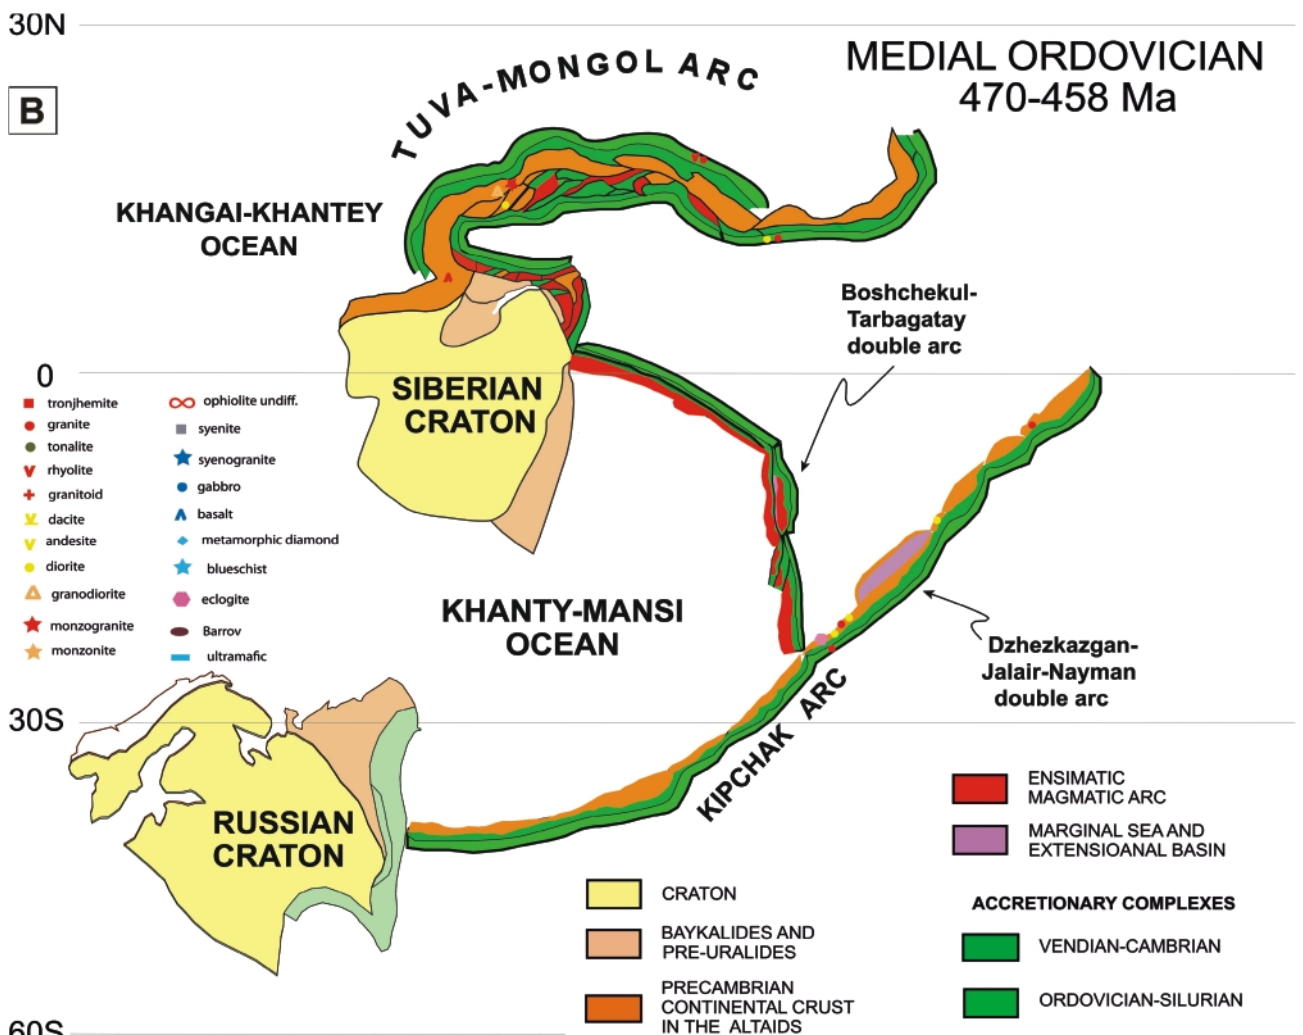 30N
B
TUVA-MONGOL ARC
MEDIAL ORDOVICIAN
470-458 Ma
KHANGAI-KHANTEY
OCEAN
Boshchekul-
Tarbagatay
double arc
0
SIBERIAN
CRATON
tronjhemite
granite
tonalite
rhyolite
granitoid
dacite
andesite
diorite
granodiorite
monzogranite
monzonite
ophiolite undiff.
syenite
syenogranite
gabbro
basalt
metamorphic diamond
blueschist
eclogite
Barrov
ultramafic
KHANTY-MANSI
OCEAN
Dzhezkazgan-
Jalair-Nayman
double arc
KIPCHAK ARC
30S
RUSSIAN
CRATON
CRATON
BAYKALIDES AND
PRE-URALIDES
PRECAMBRIAN
CONTINENTAL CRUST
IN THE ALTAIDS
ENSIMATIC
MAGMATIC ARC
MARGINAL SEA AND
EXTENSIOANAL BASIN
ACCRETIONARY COMPLEXES
VENDIAN-CAMBRIAN
ORDOVICIAN-SILURIAN
60S